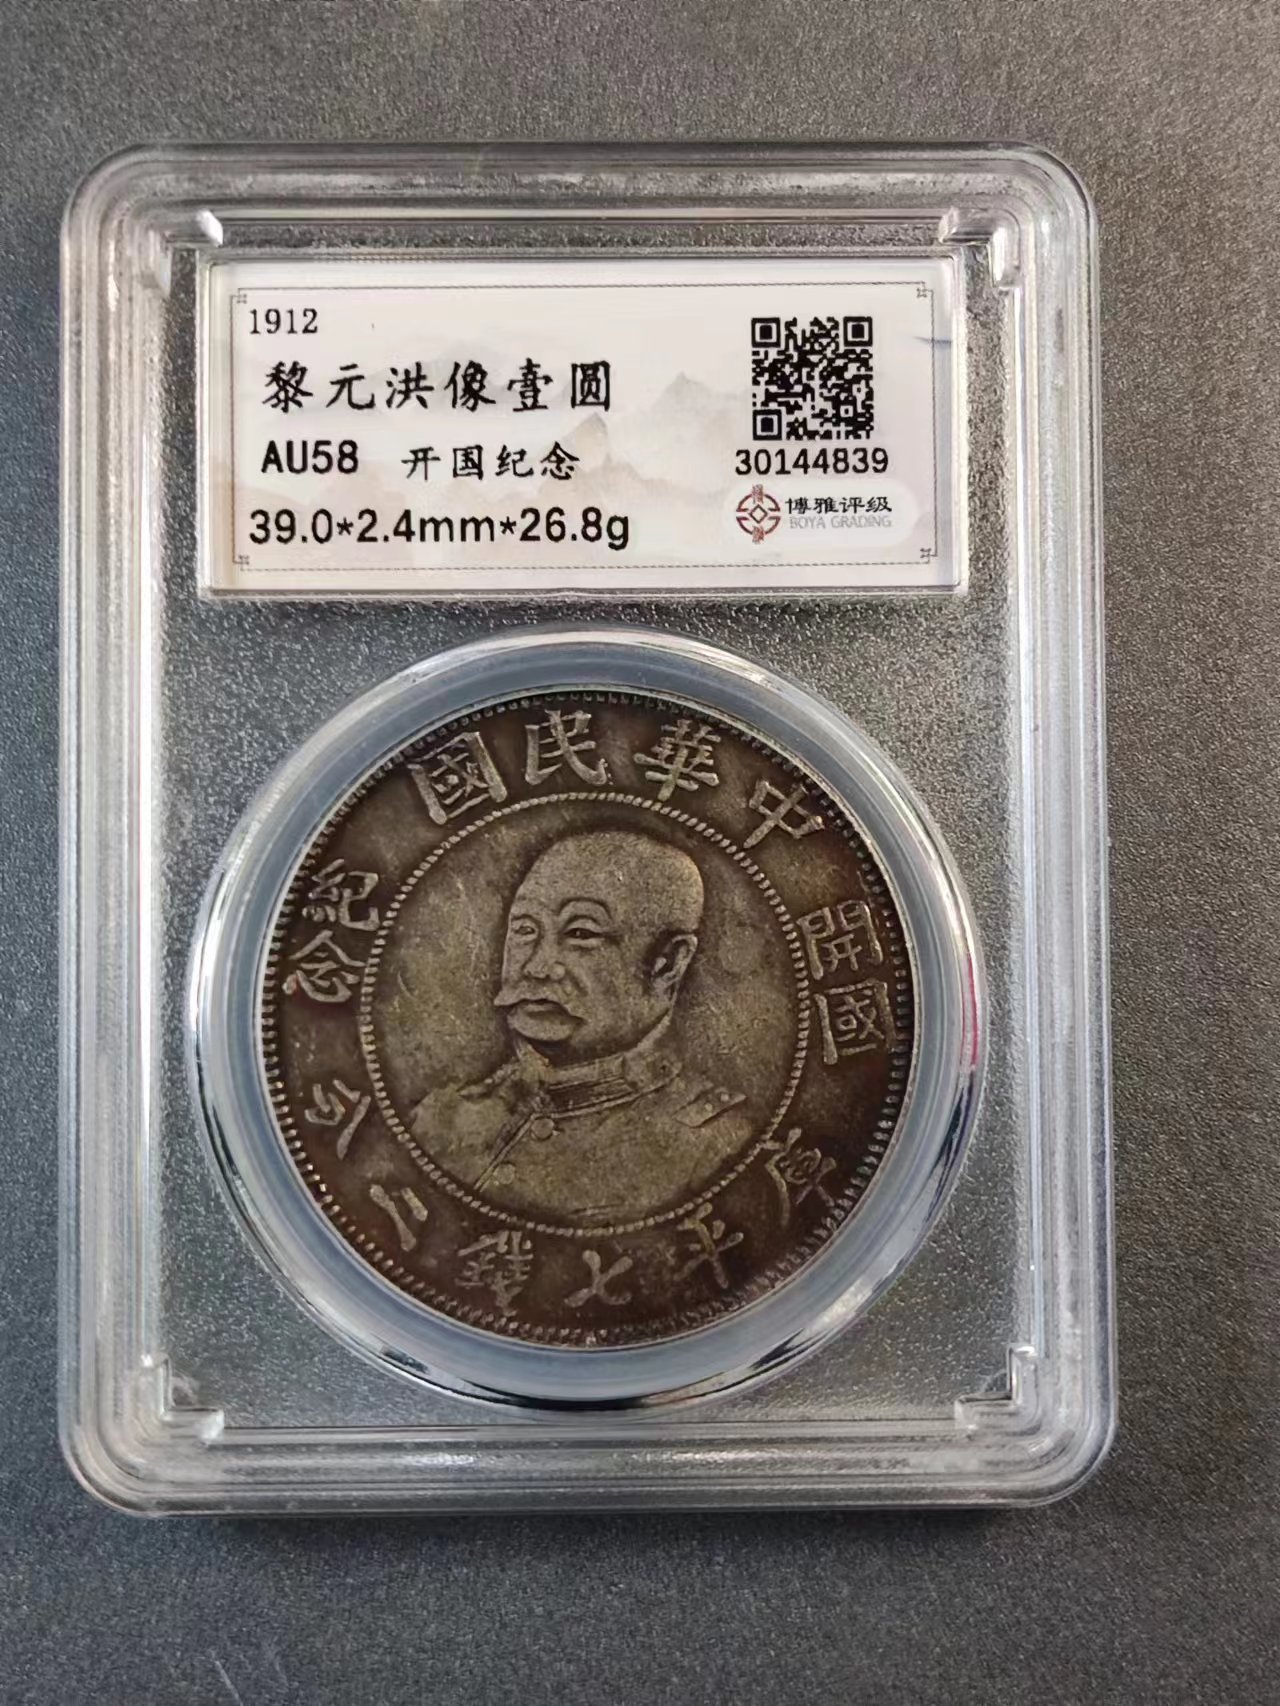 1912
黎元洪像壹圆
AU58 开国纪念
39.0*2.4mm*26.8g
30144839
博雅评级
BOYA GRADING
中華民國
開國
紀念
庫平七錢二分